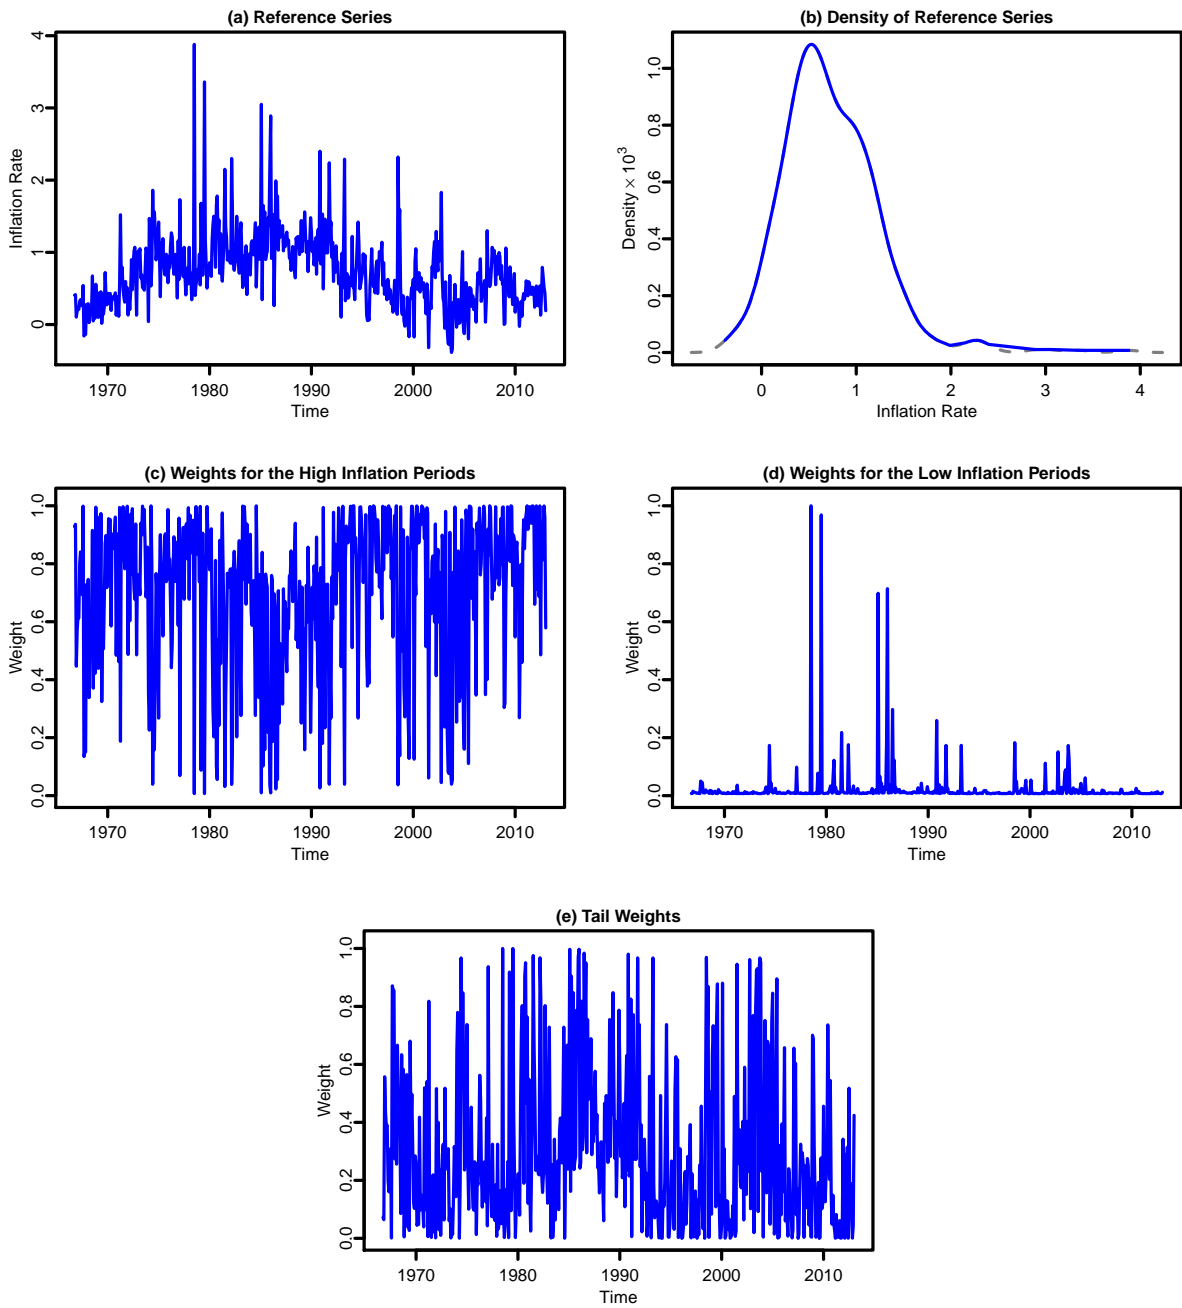 (a) Reference Series
4
3
2
1
0
Inflation Rate
1970 1980 1990 2000 2010
Time
(b) Density of Reference Series
1.0
0.8
0.6
0.4
0.2
0.0
Density × 10³
0 1 2 3 4
Inflation Rate
(c) Weights for the High Inflation Periods
1.0
0.8
0.6
0.4
0.2
0.0
Weight
1970 1980 1990 2000 2010
Time
(d) Weights for the Low Inflation Periods
1.0
0.8
0.6
0.4
0.2
0.0
Weight
1970 1980 1990 2000 2010
Time
(e) Tail Weights
1.0
0.8
0.6
0.4
0.2
0.0
Weight
1970 1980 1990 2000 2010
Time